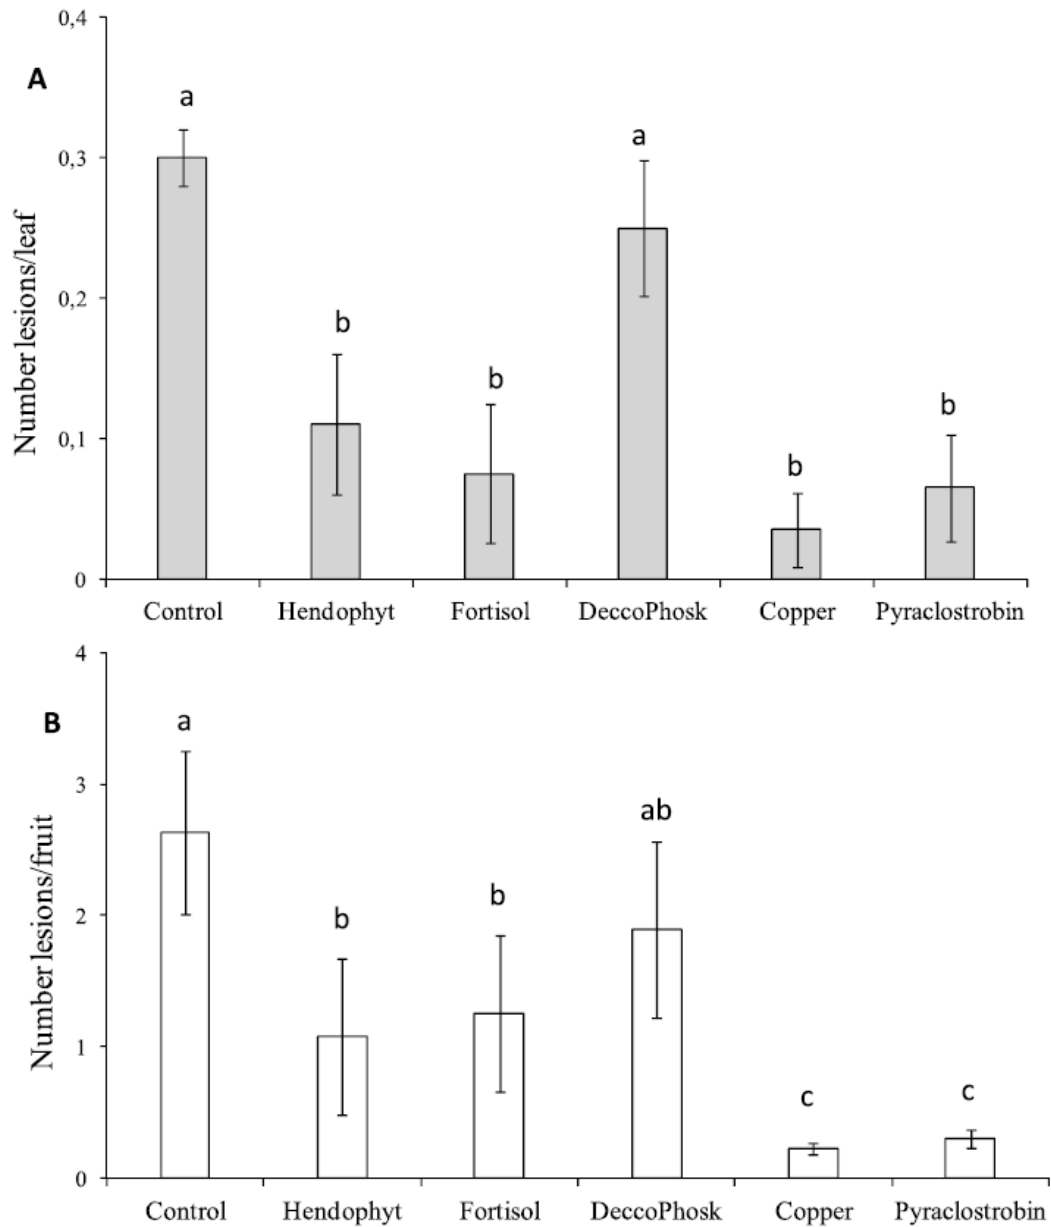 0,4
A
a
a
0,3
Number lesions/leaf
0,2
b
b
b
0,1
b
0
Control Hendophyt Fortisol DeccoPhosk Copper Pyraclostrobin
4
B
a
3
ab
Number lesions/fruit
b
b
2
1
c
c
0
Control Hendophyt Fortisol DeccoPhosk Copper Pyraclostrobin